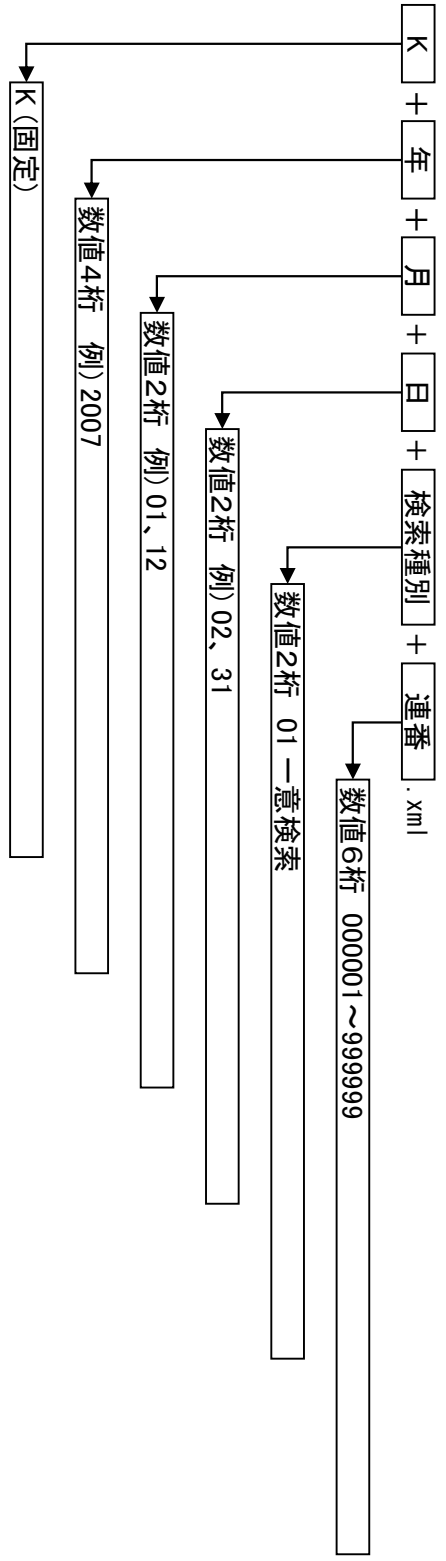 K + 年 + 月 + 日 + 検索種別 + 連番 .xml
数値6桁 000001～999999
数値2桁 01 一意検索
数値2桁 例)02、31
数値2桁 例)01、12
数値4桁 例)2007
K(固定)